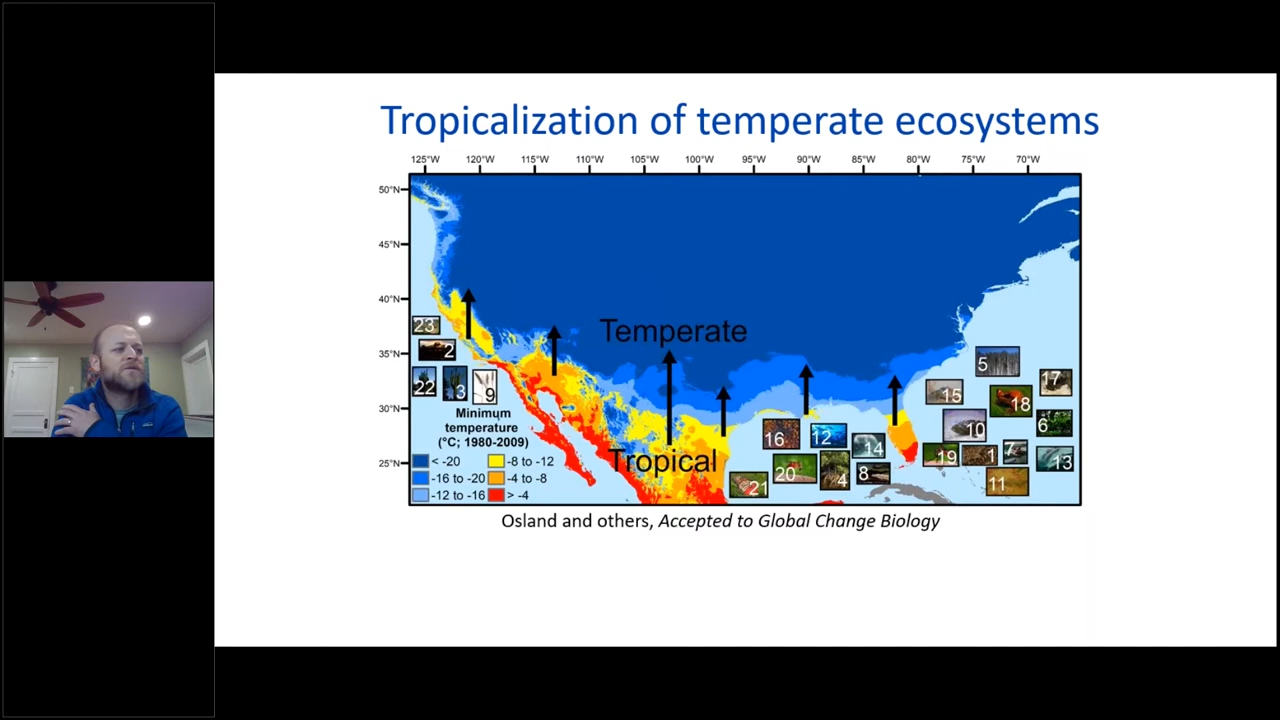 Tropicalization of temperate ecosystems
125°W 120°W 115°W 110°W 105°W 100°W 95°W 90°W 85°W 80°W 75°W 70°W
50°N
45°N
40°N
35°N
30°N
25°N
Temperate
Tropical
23
2
22
3
9
5
15
17
18
10
6
16
12
14
19
1
7
13
20
4
8
11
21
Minimum
temperature
(°C; 1980-2009)
< -20 -8 to -12
-16 to -20 -4 to -8
-12 to -16 > -4
Osland and others, Accepted to Global Change Biology